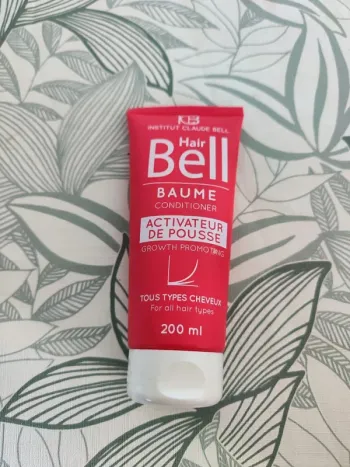 ICB
INSTITUT CLAUDE BELL
Hair
Bell
BAUME
CONDITIONER
ACTIVATEUR
DE POUSSE
GROWTH PROMOTING
TOUS TYPES CHEVEUX
For all hair types
200 ml